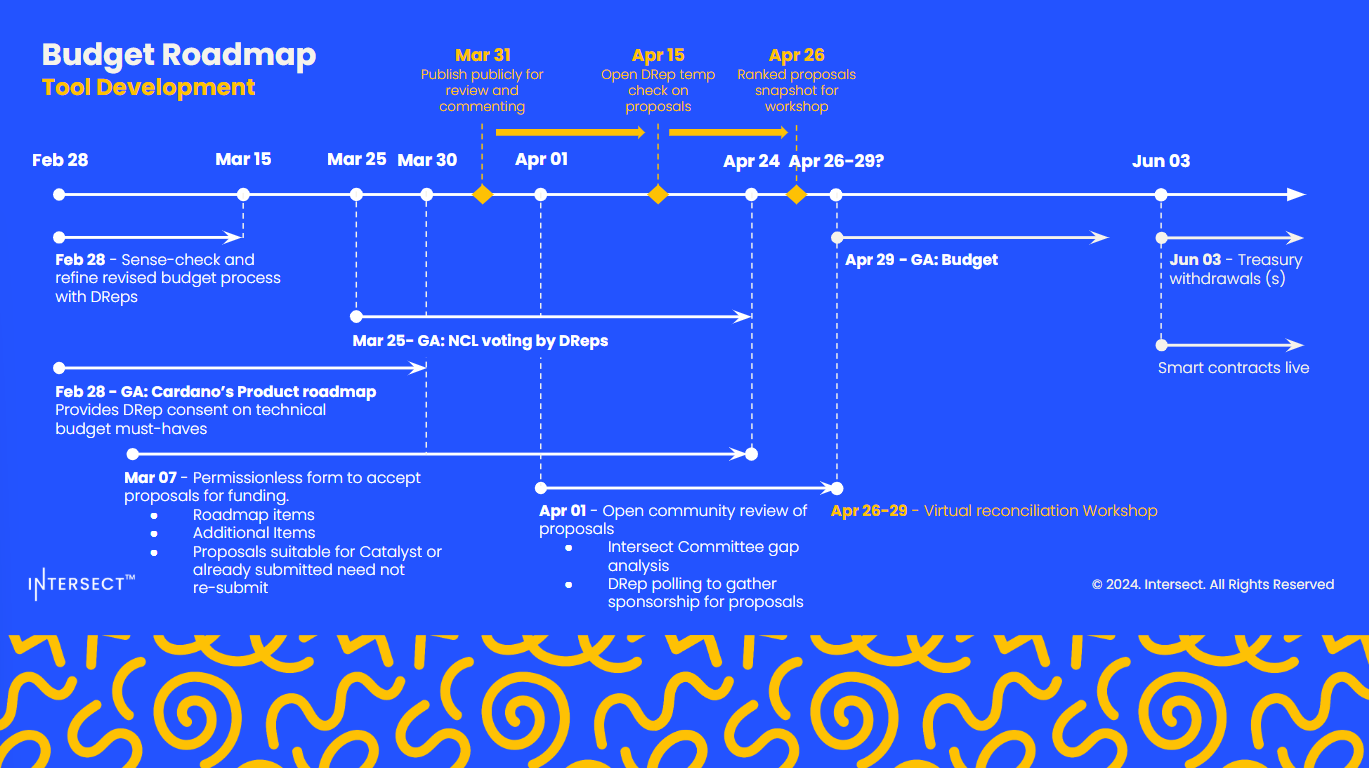 Budget Roadmap
Tool Development
Mar 31
Publish publicly for
review and
commenting
Apr 15
Open DRep temp
check on
proposals
Apr 26
Ranked proposals
snapshot for
workshop
Feb 28
Mar 15
Mar 25
Mar 30
Apr 01
Apr 24
Apr 26-29?
Jun 03
Feb 28 - Sense-check and
refine revised budget process
with DReps
Apr 29 - GA: Budget
Jun 03 - Treasury
withdrawals (s)
Mar 25- GA: NCL voting by DReps
Smart contracts live
Feb 28 - GA: Cardano’s Product roadmap
Provides DRep consent on technical
budget must-haves
Mar 07 - Permissionless form to accept
proposals for funding.
● Roadmap items
● Additional Items
● Proposals suitable for Catalyst or
already submitted need not
re-submit
Apr 01 - Open community review of
proposals
● Intersect Committee gap
analysis
● DRep polling to gather
sponsorship for proposals
Apr 26-29 - Virtual reconciliation Workshop
INTERSECT™
© 2024. Intersect. All Rights Reserved